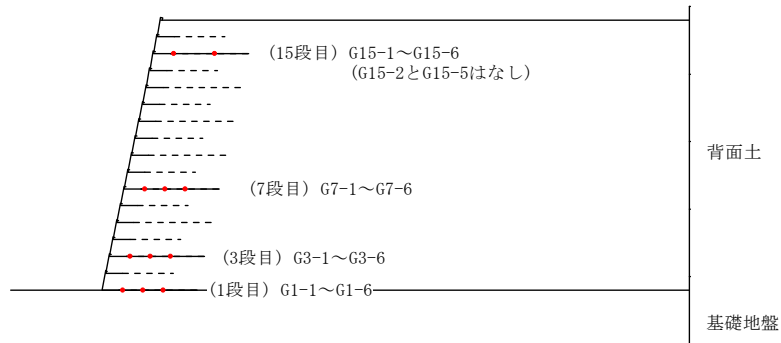 (15段目) G15-1～G15-6
(G15-2とG15-5はなし)
背面土
(7段目) G7-1～G7-6
(3段目) G3-1～G3-6
(1段目) G1-1～G1-6
基礎地盤